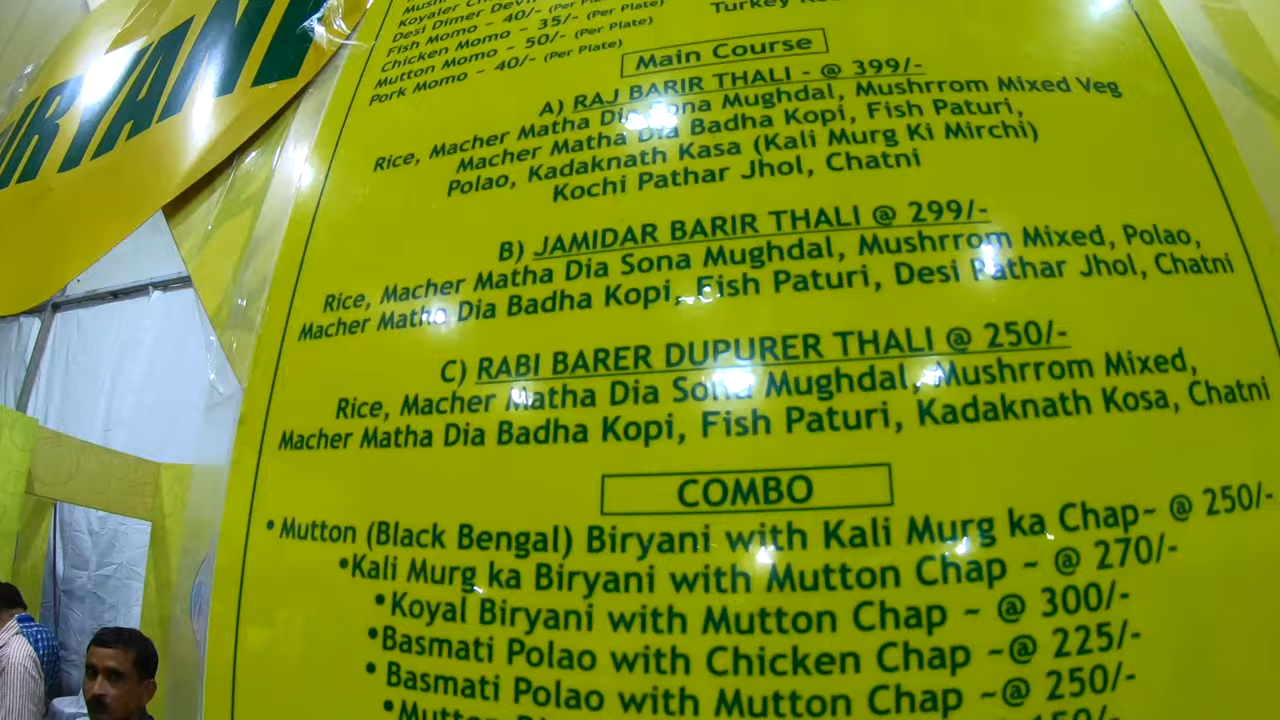 BIRYANI
Desi Dimer
Fish Momo - 40/- (Per Plate)
Chicken Momo - 35/- (Per Plate)
Mutton Momo - 50/- (Per Plate)
Pork Momo - 40/- (Per Plate)
Turkey
Main Course
A) RAJ BARIR THALI - @ 399/-
Rice, Macher Matha Dia Sona Mughdal, Mushrrom Mixed Veg
Macher Matha Dia Badha Kopi, Fish Paturi,
Polao, Kadaknath Kasa (Kali Murg Ki Mirchi)
Kochi Pathar Jhol, Chatni
B) JAMIDAR BARIR THALI @ 299/-
Rice, Macher Matha Dia Sona Mughdal, Mushrrom Mixed, Polao,
Macher Matha Dia Badha Kopi, Fish Paturi, Desi Pathar Jhol, Chatni
C) RABI BARER DUPURER THALI @ 250/-
Rice, Macher Matha Dia Sona Mughdal, Mushrrom Mixed,
Macher Matha Dia Badha Kopi, Fish Paturi, Kadaknath Kosa, Chatni
COMBO
• Mutton (Black Bengal) Biryani with Kali Murg ka Chap~ @ 250/-
•Kali Murg ka Biryani with Mutton Chap ~ @ 270/-
•Koyal Biryani with Mutton Chap ~ @ 300/-
•Basmati Polao with Chicken Chap ~@ 225/-
• Basmati Polao with Mutton Chap ~@ 250/-